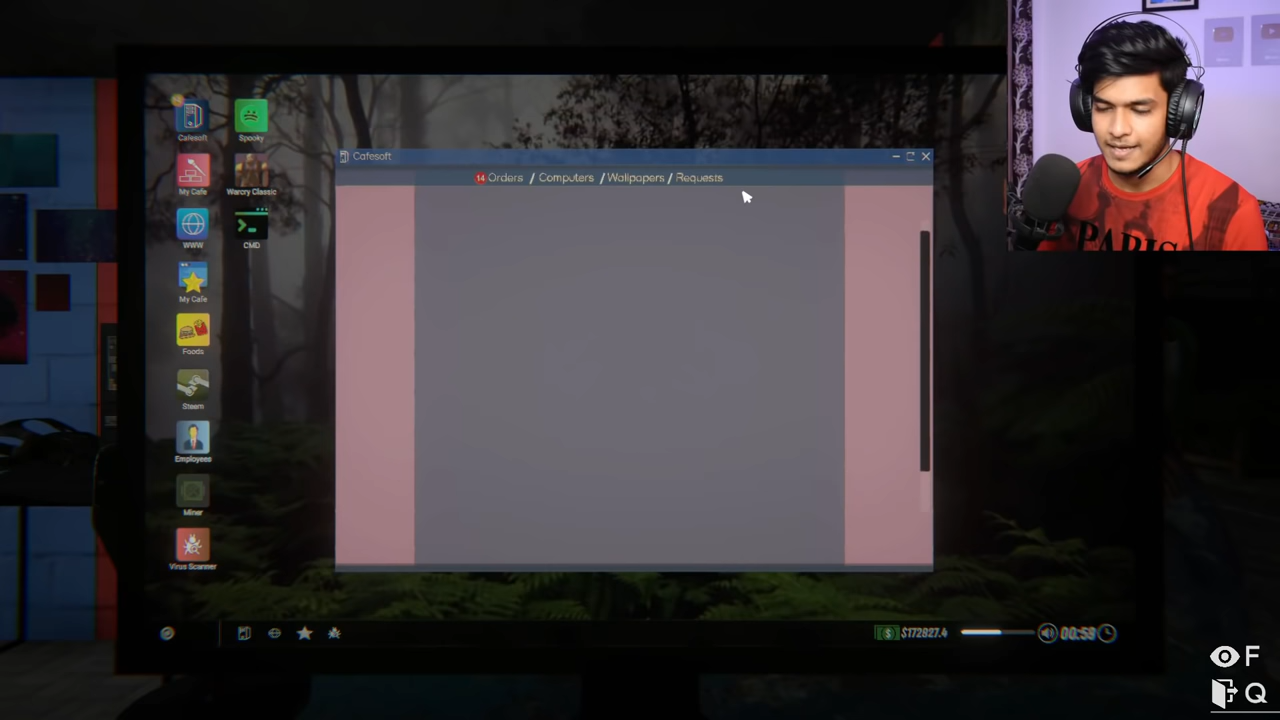 Cafesoft
14 Orders / Computers / Wallpapers / Requests
Cafesoft
Spooky
My Cafe
Warcry Classic
WWW
CMD
My Cafe
Foods
Steam
Employees
Miner
Virus Scanner
$172827.4
00:59
PARIS
F
Q